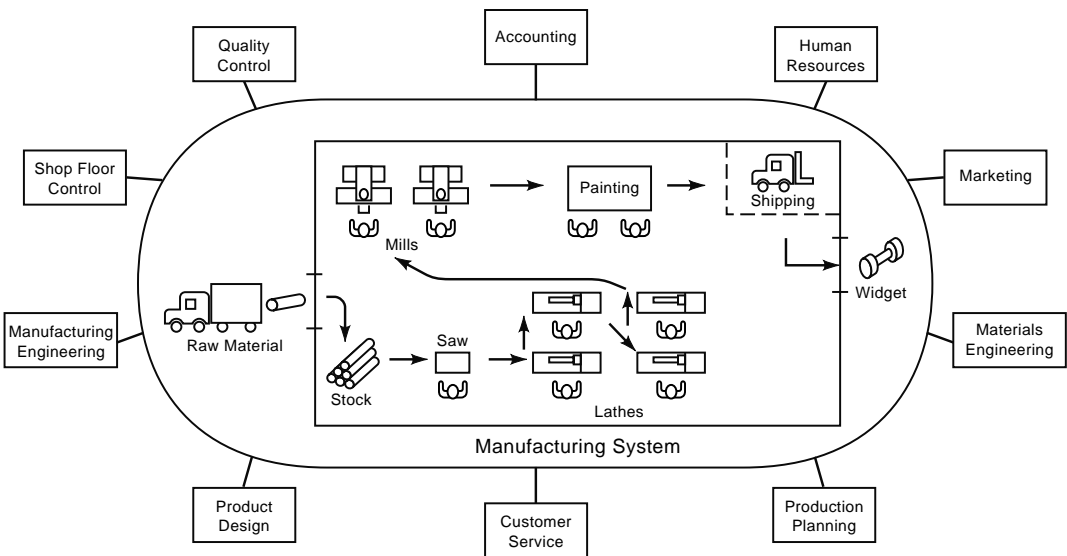 Accounting
Quality
Control
Human
Resources
Shop Floor
Control
Marketing
Painting
Shipping
Mills
Widget
Manufacturing
Engineering
Raw Material
Saw
Materials
Engineering
Stock
Lathes
Manufacturing System
Product
Design
Customer
Service
Production
Planning